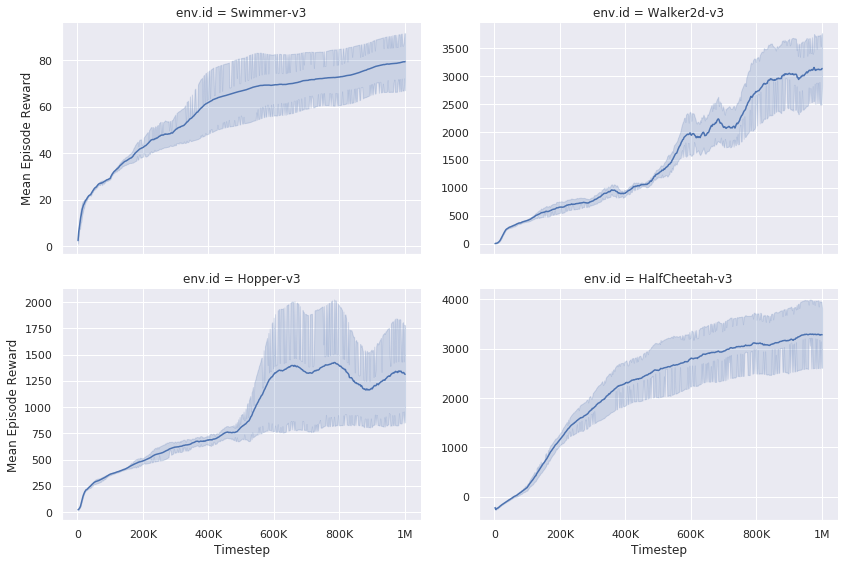 env.id = Swimmer-v3
Mean Episode Reward
80
60
40
20
0
env.id = Walker2d-v3
3500
3000
2500
2000
1500
1000
500
0
env.id = Hopper-v3
Mean Episode Reward
2000
1750
1500
1250
1000
750
500
250
0
0 200K 400K 600K 800K 1M
Timestep
env.id = HalfCheetah-v3
4000
3000
2000
1000
0
0 200K 400K 600K 800K 1M
Timestep